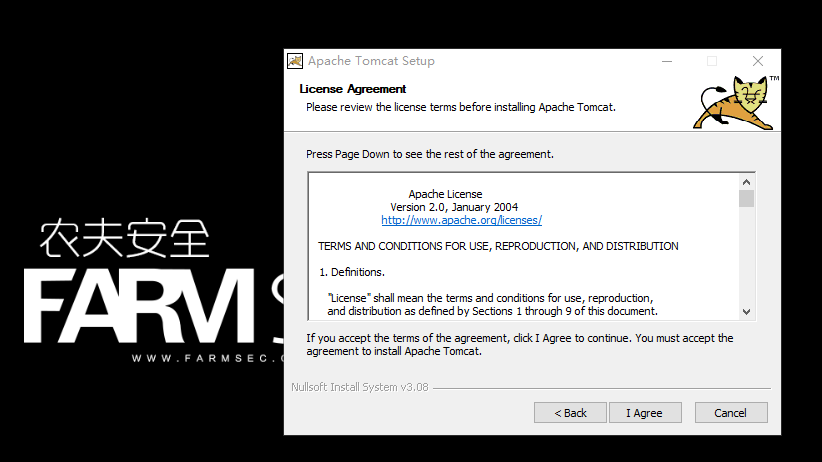 Apache Tomcat Setup
License Agreement
Please review the license terms before installing Apache Tomcat.
TM
Press Page Down to see the rest of the agreement.
Apache License
Version 2.0, January 2004
http://www.apache.org/licenses/
TERMS AND CONDITIONS FOR USE, REPRODUCTION, AND DISTRIBUTION
1. Definitions.
"License" shall mean the terms and conditions for use, reproduction,
and distribution as defined by Sections 1 through 9 of this document.
If you accept the terms of the agreement, click I Agree to continue. You must accept the
agreement to install Apache Tomcat.
Nullsoft Install System v3.08
< Back
I Agree
Cancel
农夫安全
FARM
WWW.FARMSEC.